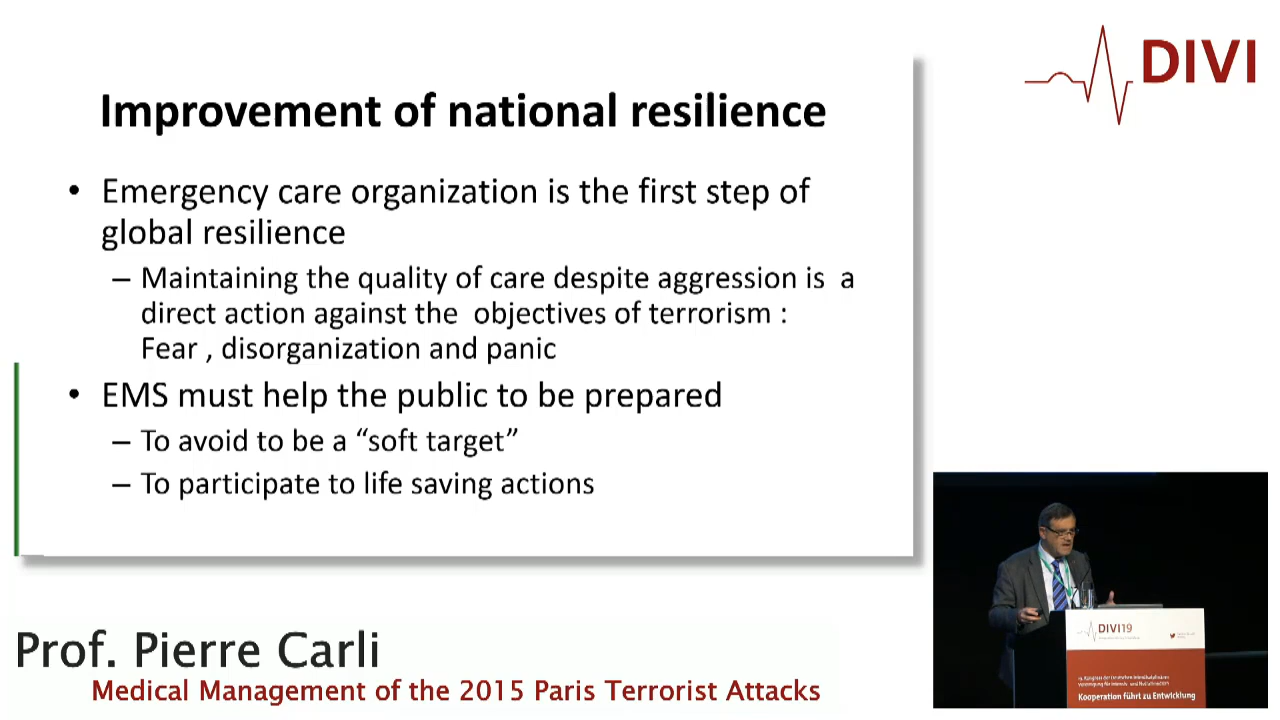 DIVI
Improvement of national resilience
• Emergency care organization is the first step of
global resilience
– Maintaining the quality of care despite aggression is a
direct action against the objectives of terrorism :
Fear , disorganization and panic
• EMS must help the public to be prepared
– To avoid to be a “soft target”
– To participate to life saving actions
DIVI19
Kooperation führt zu Entwicklung
Prof. Pierre Carli
Medical Management of the 2015 Paris Terrorist Attacks